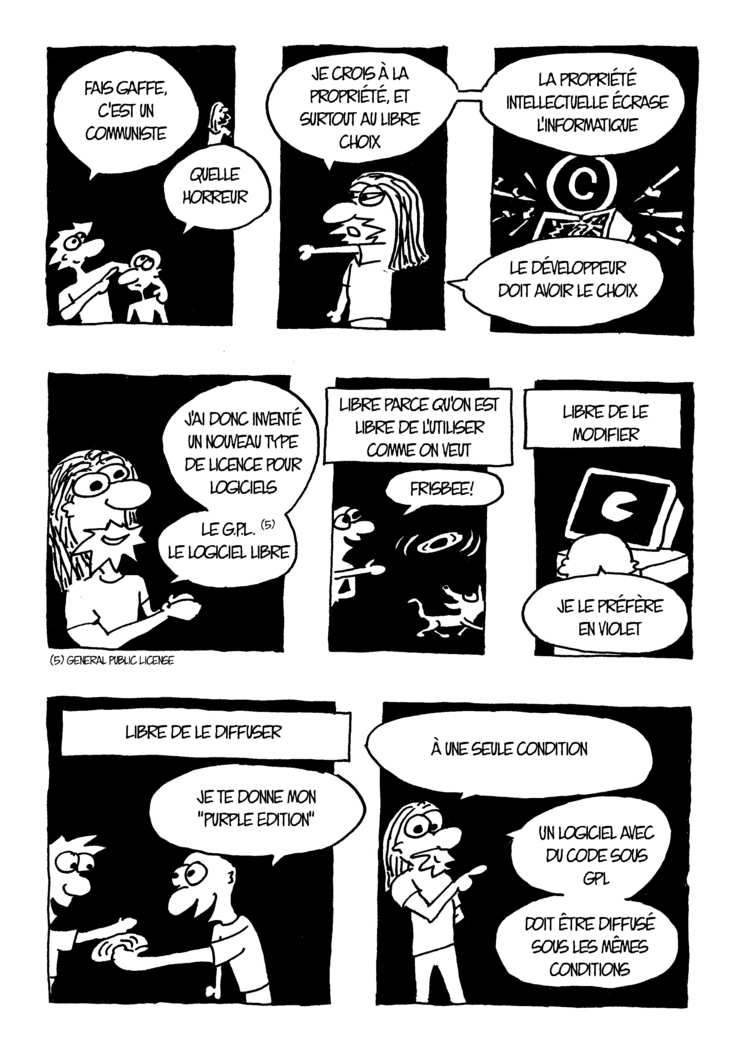 FAIS GAFFE,
C'EST UN
COMMUNISTE
QUELLE
HORREUR
JE CROIS À LA
PROPRIÉTÉ, ET
SURTOUT AU LIBRE
CHOIX
LA PROPRIÉTÉ
INTELLECTUELLE ÉCRASE
L'INFORMATIQUE
C
LE DÉVELOPPEUR
DOIT AVOIR LE CHOIX
J'AI DONC INVENTÉ
UN NOUVEAU TYPE
DE LICENCE POUR
LOGICIELS
LE G.P.L. (5)
LE LOGICIEL LIBRE
(5) GENERAL PUBLIC LICENSE
LIBRE PARCE QU'ON EST
LIBRE DE L'UTILISER
COMME ON VEUT
FRISBEE!
LIBRE DE LE
MODIFIER
JE LE PRÉFÈRE
EN VIOLET
LIBRE DE LE DIFFUSER
JE TE DONNE MON
"PURPLE EDITION"
À UNE SEULE CONDITION
UN LOGICIEL AVEC
DU CODE SOUS
GPL
DOIT ÊTRE DIFFUSÉ
SOUS LES MÊMES
CONDITIONS